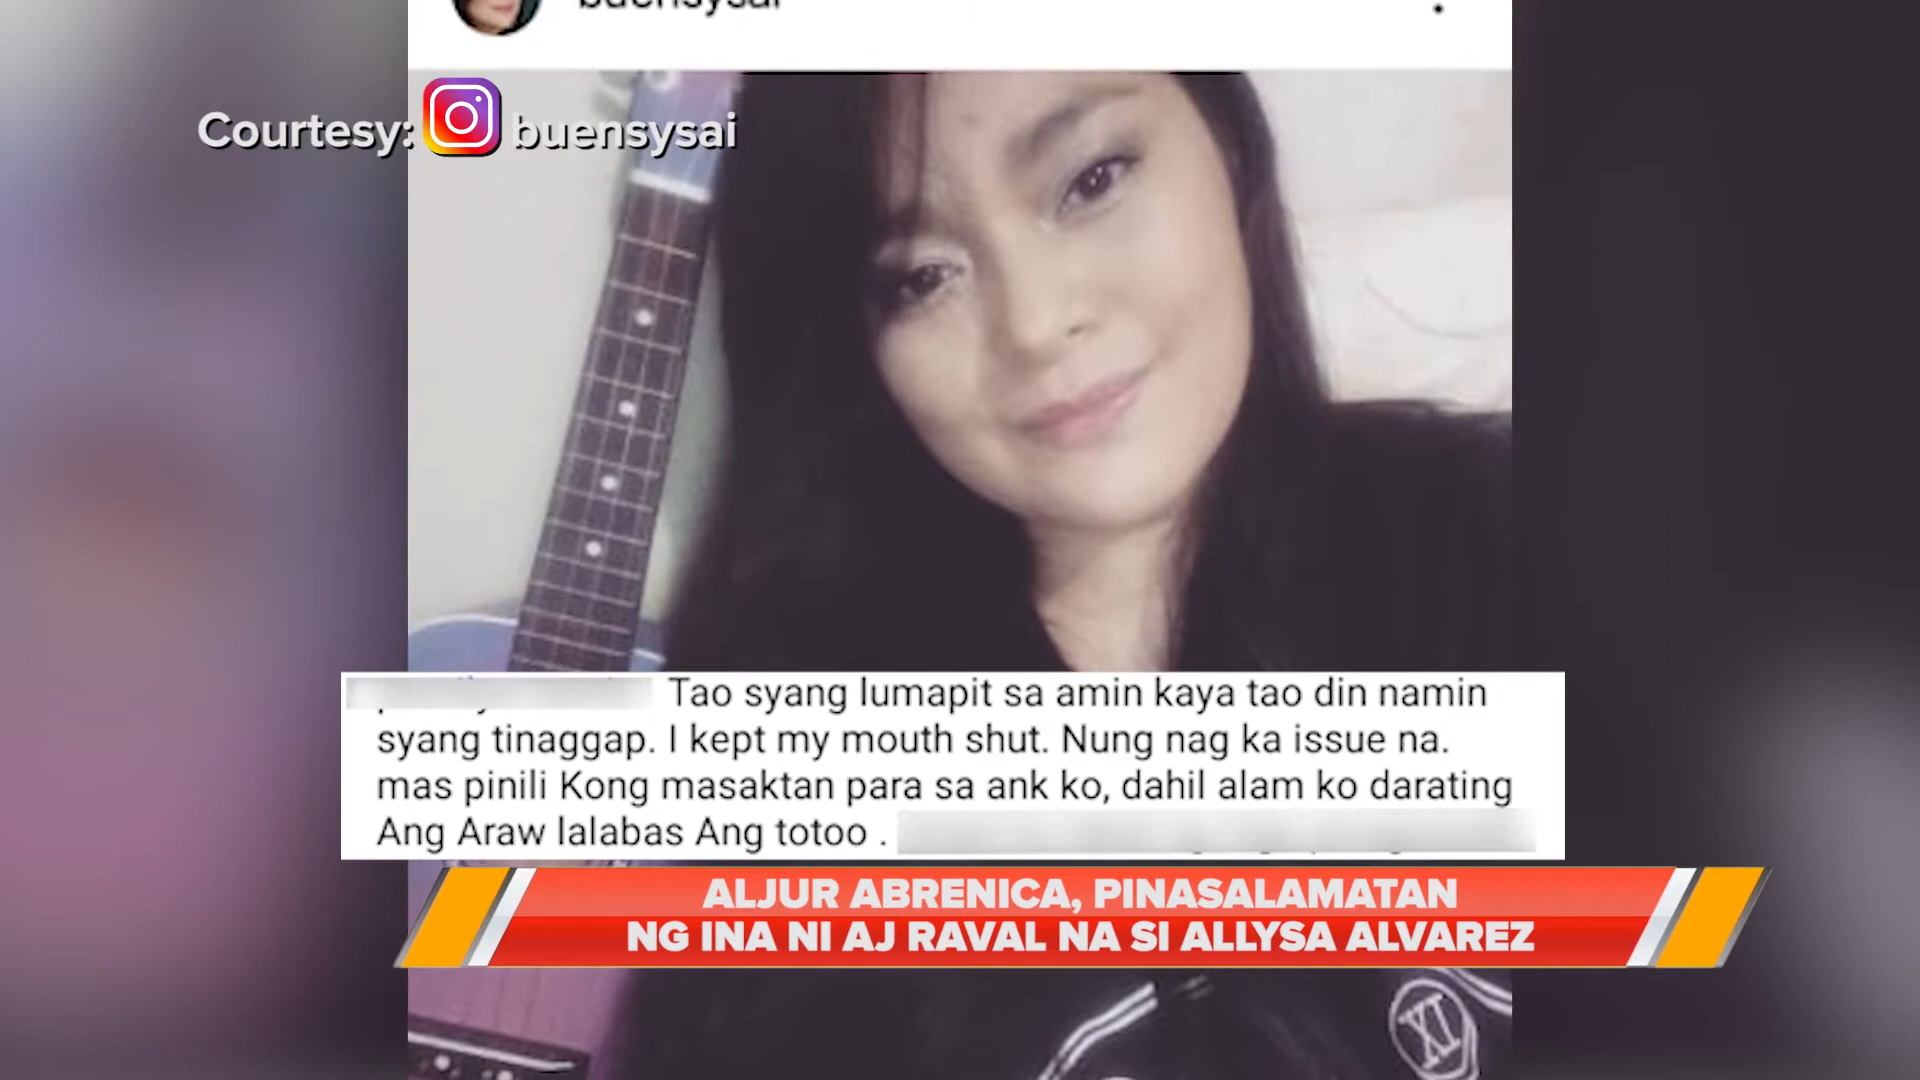 buensysai
Courtesy: buensysai
Tao syang lumapit sa amin kaya tao din namin
syang tinaggap. I kept my mouth shut. Nung nag ka issue na.
mas pinili Kong masaktan para sa ank ko, dahil alam ko darating
Ang Araw lalabas Ang totoo .
ALJUR ABRENICA, PINASALAMATAN
NG INA NI AJ RAVAL NA SI ALLYSA ALVAREZ
XI